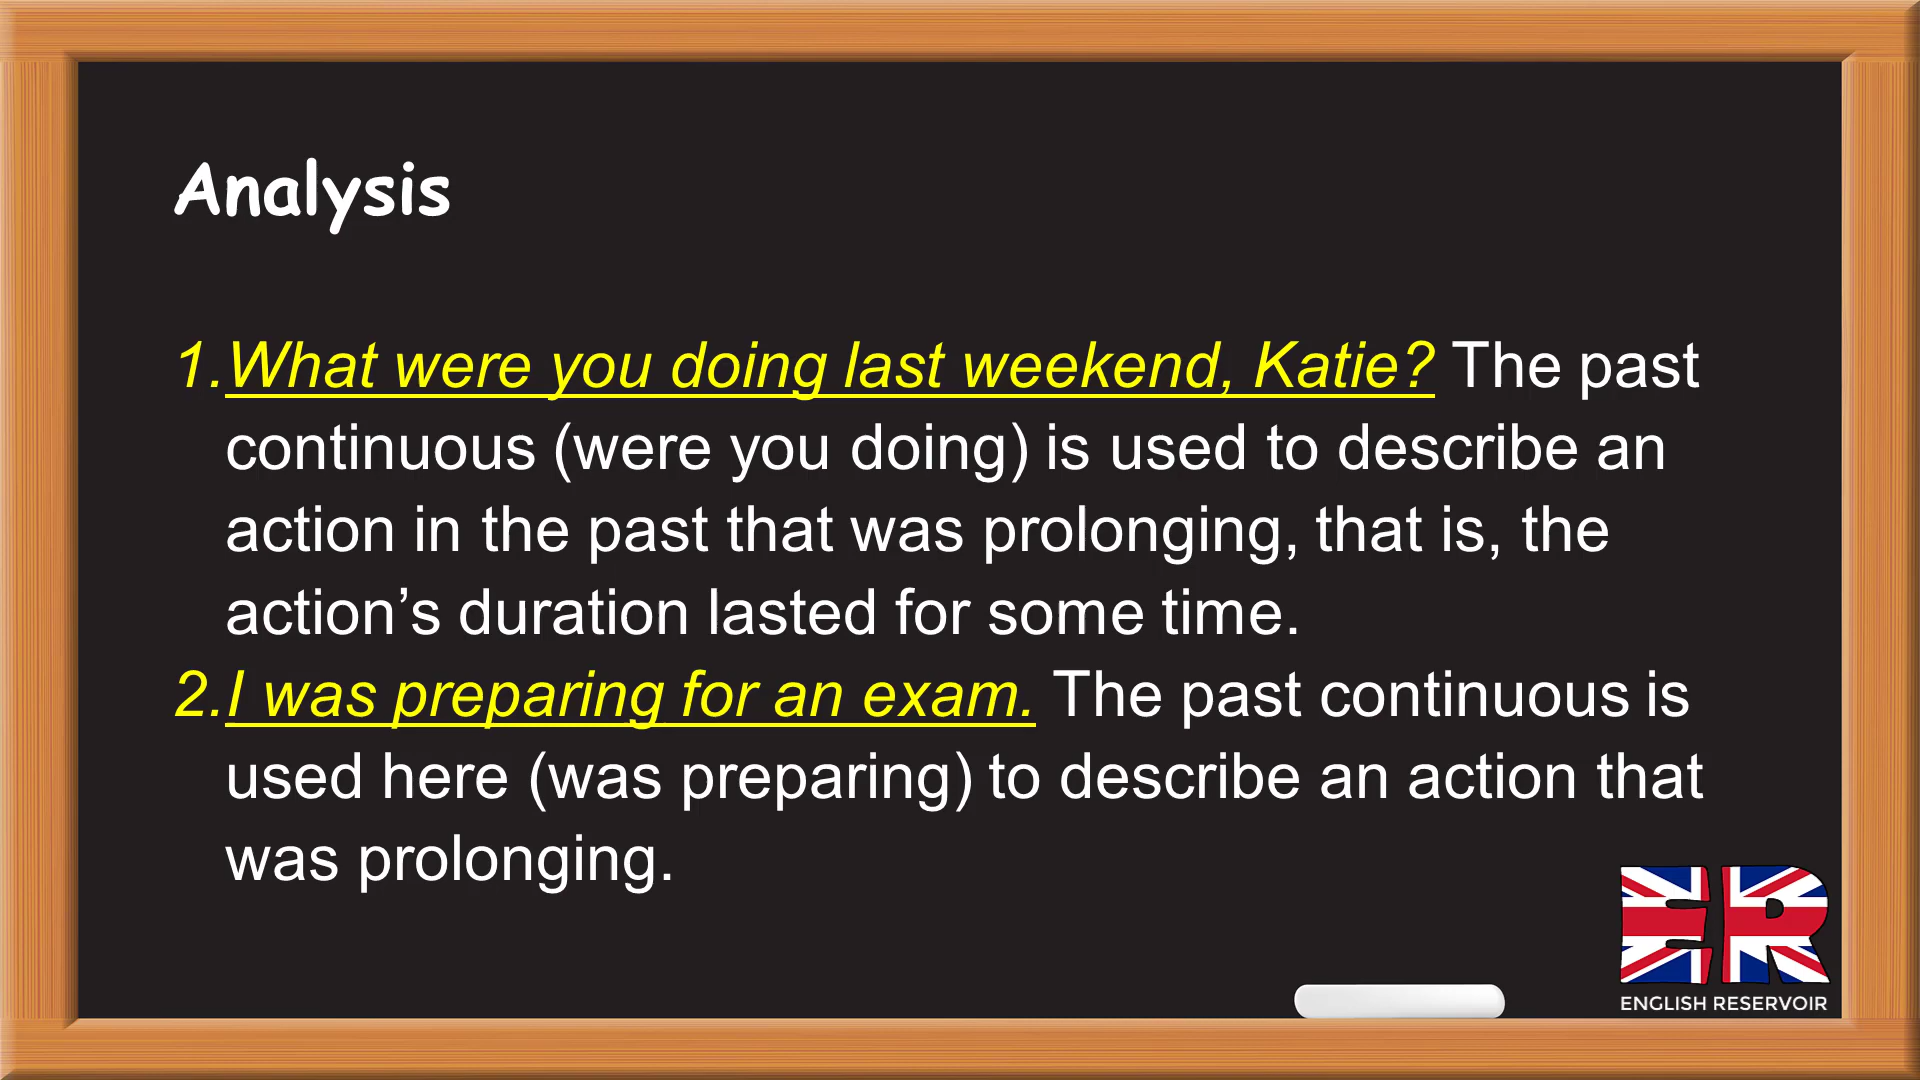 Analysis
1.What were you doing last weekend, Katie? The past
continuous (were you doing) is used to describe an
action in the past that was prolonging, that is, the
action’s duration lasted for some time.
2.I was preparing for an exam. The past continuous is
used here (was preparing) to describe an action that
was prolonging.
ER
ENGLISH RESERVOIR